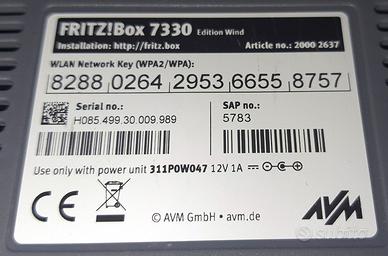 FRITZ!Box 7330 Edition Wind
Installation: http://fritz.box Article no.: 2000 2637
WLAN Network Key (WPA2/WPA):
8288 0264 2953 6655 8757
Serial no.: SAP no.:
H085.499.30.009.989 5783
Use only with power unit 311P0W047 12V 1A
CE
© AVM GmbH • avm.de
AVM
subito